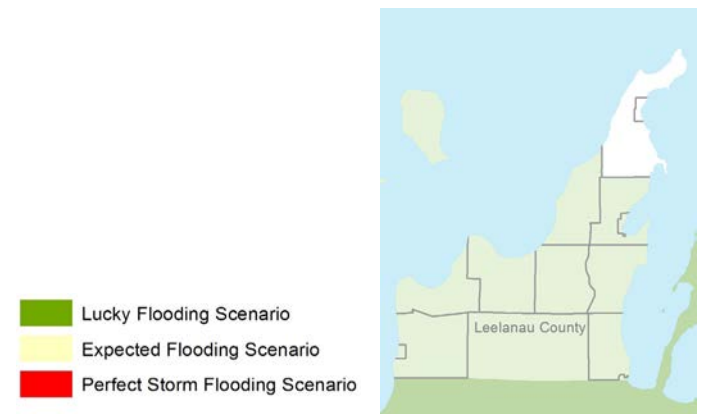 Leelanau County
Lucky Flooding Scenario
Expected Flooding Scenario
Perfect Storm Flooding Scenario